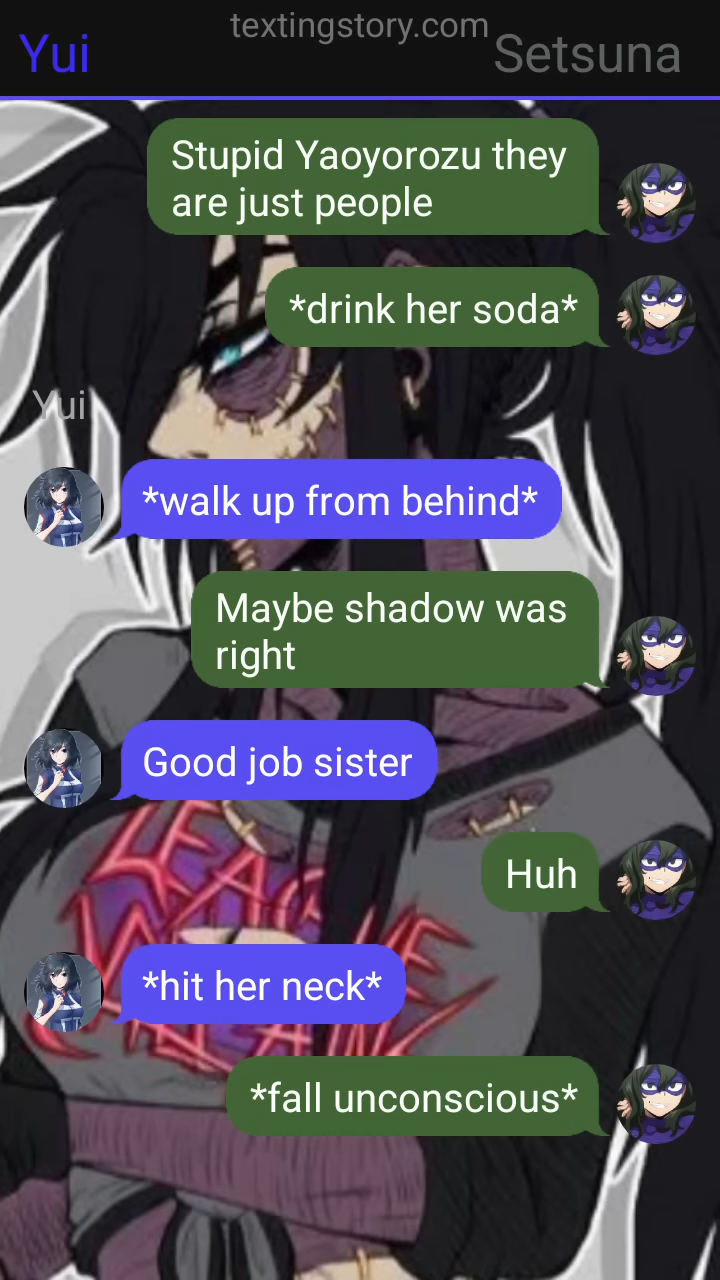 textingstory.com
Yui
Setsuna
Stupid Yaoyorozu they
are just people
*drink her soda*
Yui
*walk up from behind*
Maybe shadow was
right
Good job sister
Huh
*hit her neck*
*fall unconscious*
LEAGUE